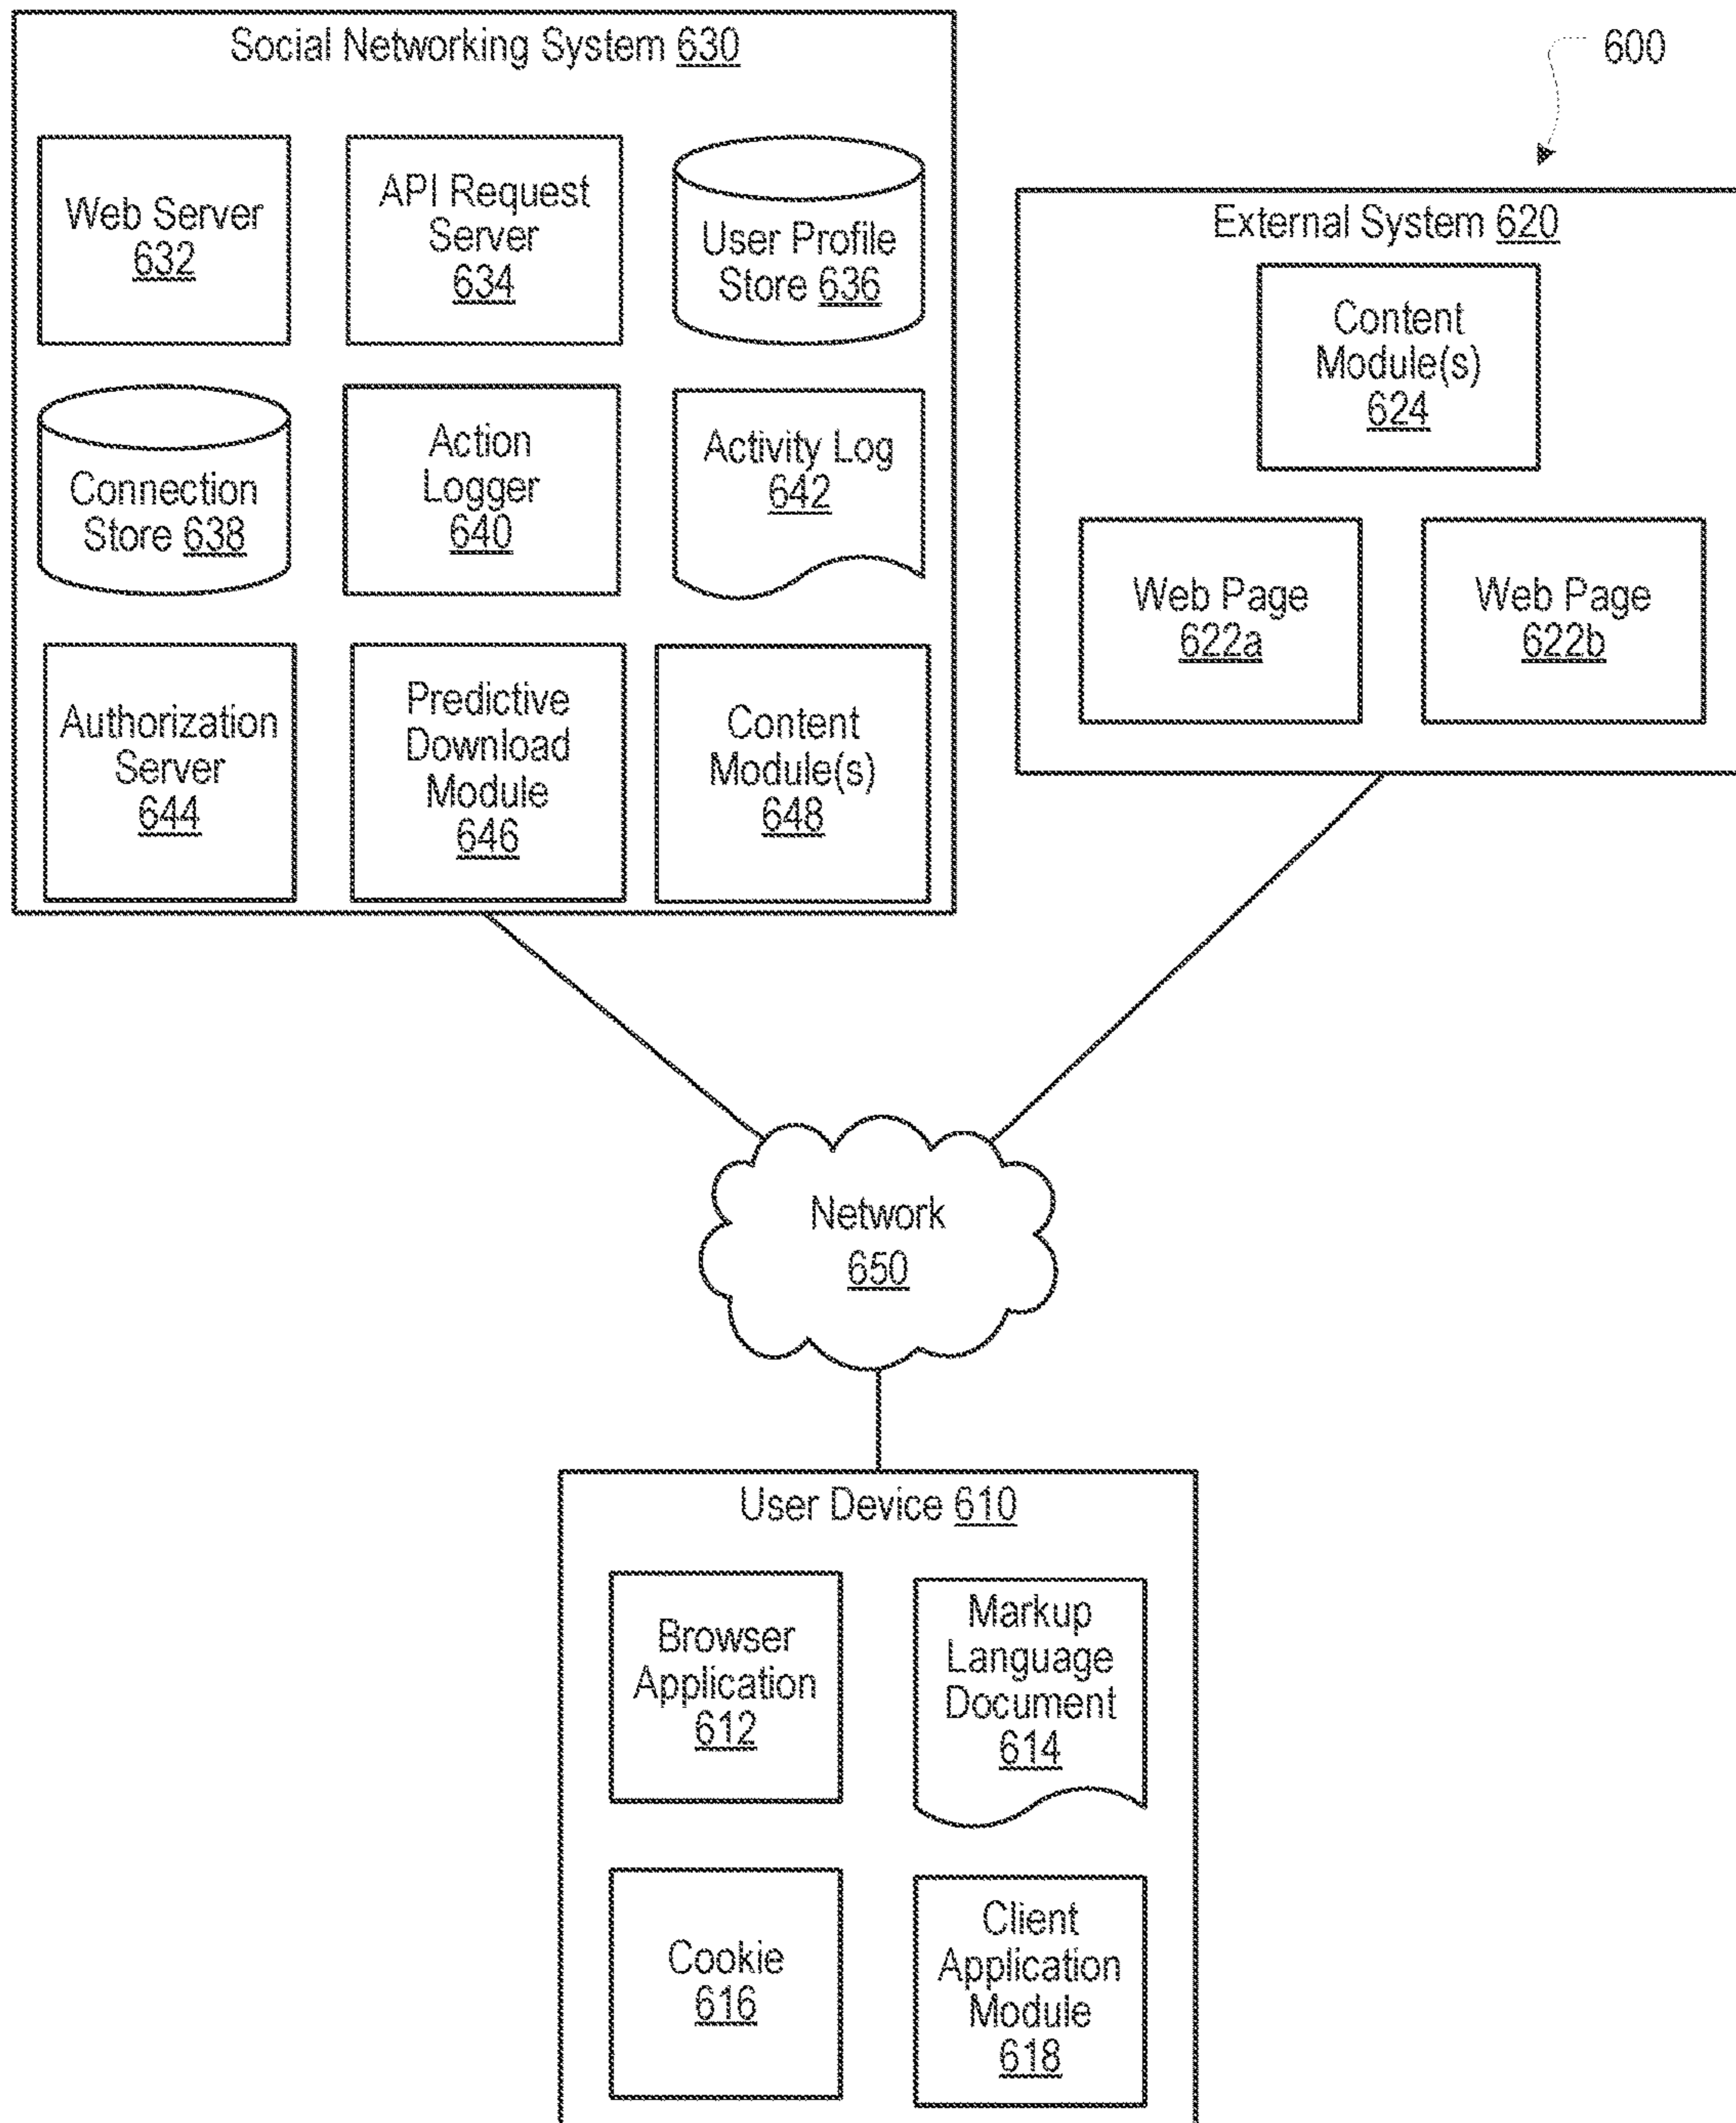 Social Networking System 630
600
Web Server
632
API Request
Server
634
User Profile
Store 636
Connection
Store 638
Action
Logger
640
Activity Log
642
Authorization
Server
644
Predictive
Download
Module
646
Content
Module(s)
648
External System 620
Content
Module(s)
624
Web Page
622a
Web Page
622b
Network
650
User Device 610
Browser
Application
612
Markup
Language
Document
614
Cookie
616
Client
Application
Module
618